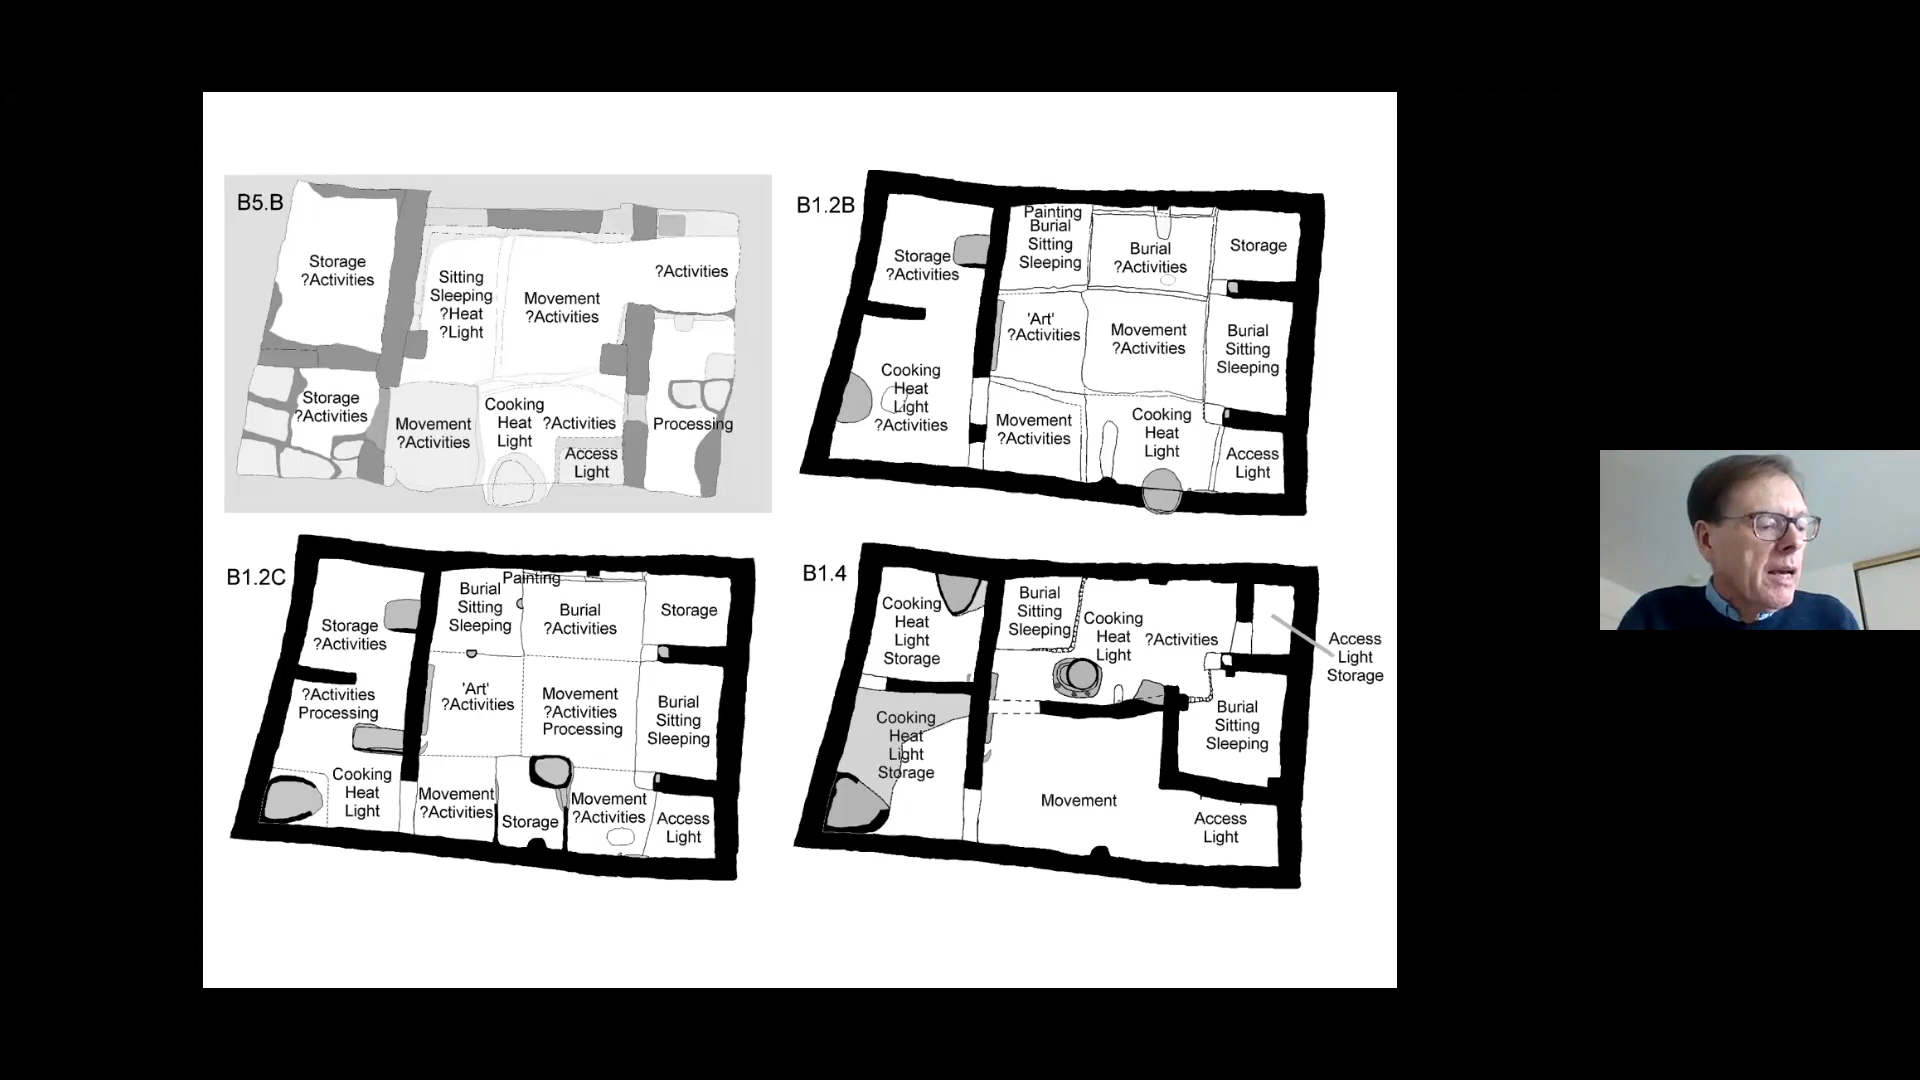 B5.B
Storage
?Activities
Sitting
Sleeping
?Heat
?Light
Movement
?Activities
?Activities
Storage
?Activities
Movement
?Activities
Cooking
Heat
Light
?Activities
Access
Light
Processing
B1.2B
Storage
?Activities
Painting
Burial
Sitting
Sleeping
Burial
?Activities
Storage
'Art'
?Activities
Movement
?Activities
Burial
Sitting
Sleeping
Cooking
Heat
Light
?Activities
Movement
?Activities
Cooking
Heat
Light
Access
Light
B1.2C
Storage
?Activities
Painting
Burial
Sitting
Sleeping
Burial
?Activities
Storage
?Activities
Processing
'Art'
?Activities
Movement
?Activities
Processing
Burial
Sitting
Sleeping
Cooking
Heat
Light
Movement
?Activities
Storage
Movement
?Activities
Access
Light
B1.4
Cooking
Heat
Light
Storage
Burial
Sitting
Sleeping
Cooking
Heat
Light
?Activities
Access
Light
Storage
Cooking
Heat
Light
Storage
Burial
Sitting
Sleeping
Movement
Access
Light